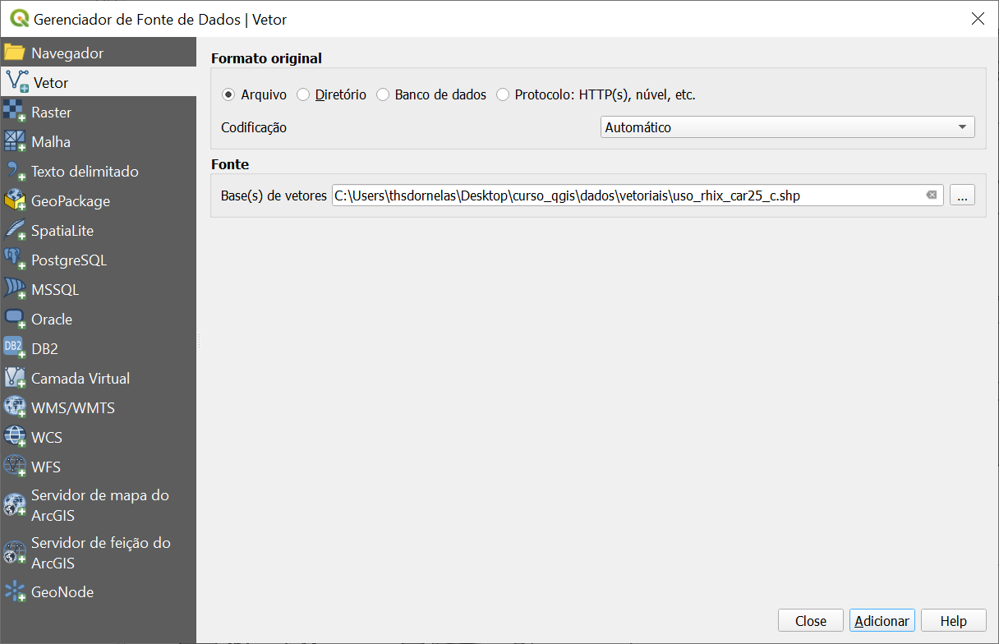 Gerenciador de Fonte de Dados | Vetor
Navegador
Vetor
Raster
Malha
Texto delimitado
GeoPackage
SpatiaLite
PostgreSQL
MSSQL
Oracle
DB2
DB2
Camada Virtual
WMS/WMTS
WCS
WFS
Servidor de mapa do
ArcGIS
Servidor de feição do
ArcGIS
GeoNode
Formato original
Arquivo Diretório Banco de dados Protocolo: HTTP(s), núvel, etc.
Codificação Automático
Fonte
Base(s) de vetores C:\Users\thsdornelas\Desktop\curso_qgis\dados\vetoriais\uso_rhix_car25_c.shp ...
Close Adicionar Help